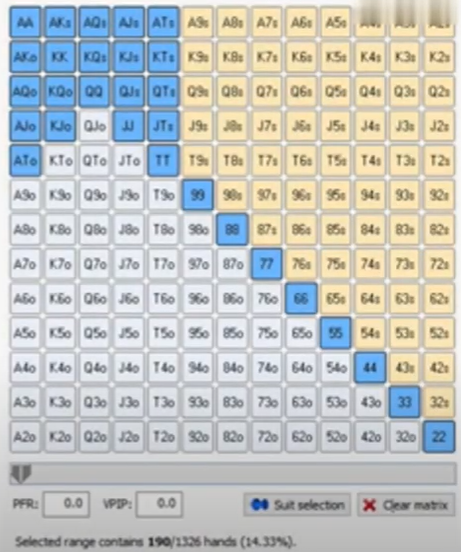 AA AKs AQs AJs ATs A9s A8s A7s A6s A5s
AKo KK KQs KJs KTs K9s K8s K7s K6s K5s K4s K3s K2s
AQo KQo QQ QJs QTs Q9s Q8s Q7s Q6s Q5s Q4s Q3s Q2s
AJo KJo QJo JJ JTs J9s J8s J7s J6s J5s J4s J3s J2s
ATo KTo QTo JTo TT T9s T8s T7s T6s T5s T4s T3s T2s
A9o K9o Q9o J9o T9o 99 98s 97s 96s 95s 94s 93s 92s
A8o K8o Q8o J8o T8o 98o 88 87s 86s 85s 84s 83s 82s
A7o K7o Q7o J7o T7o 97o 87o 77 76s 75s 74s 73s 72s
A6o K6o Q6o J6o T6o 96o 86o 76o 66 65s 64s 63s 62s
A5o K5o Q5o J5o T5o 95o 85o 75o 65o 55 54s 53s 52s
A4o K4o Q4o J4o T4o 94o 84o 74o 64o 54o 44 43s 42s
A3o K3o Q3o J3o T3o 93o 83o 73o 63o 53o 43o 33 32s
A2o K2o Q2o J2o T2o 92o 82o 72o 62o 52o 42o 32o 22
PFR: 0.0 VPIP: 0.0 Suit selection Clear matrix
Selected range contains 190/1326 hands (14.33%).